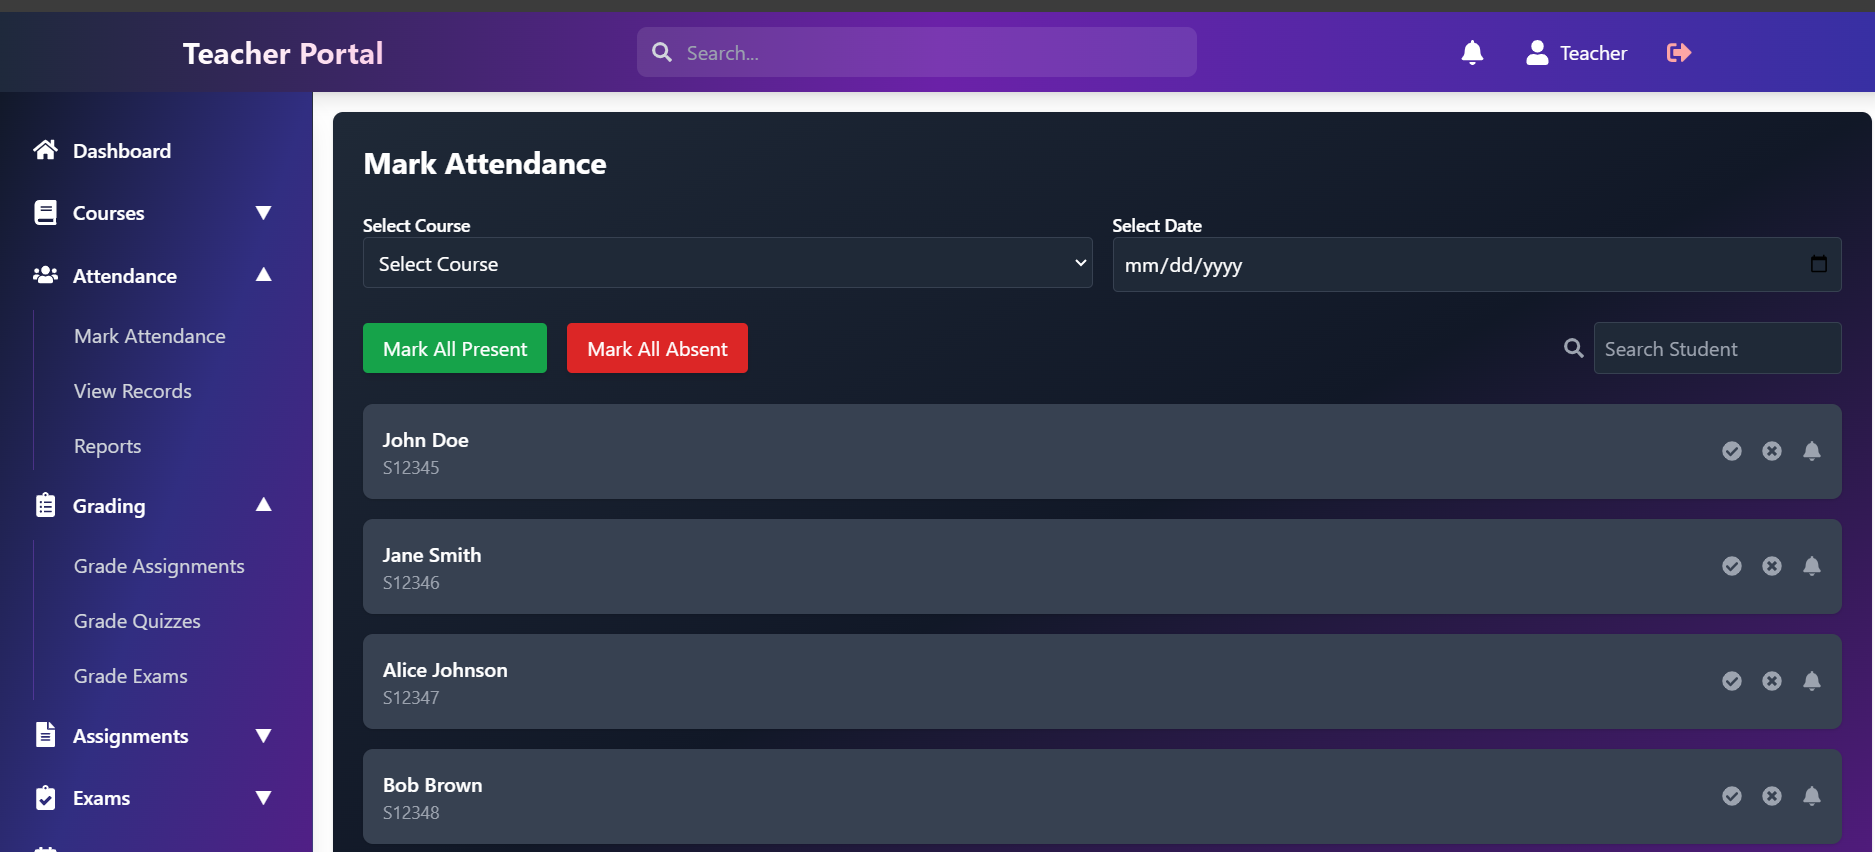 Teacher Portal
Search...
Teacher
Dashboard
Courses
Attendance
Mark Attendance
View Records
Reports
Grading
Grade Assignments
Grade Quizzes
Grade Exams
Assignments
Exams
Mark Attendance
Select Course
Select Course
Select Date
mm/dd/yyyy
Mark All Present
Mark All Absent
Search Student
John Doe
S12345
Jane Smith
S12346
Alice Johnson
S12347
Bob Brown
S12348